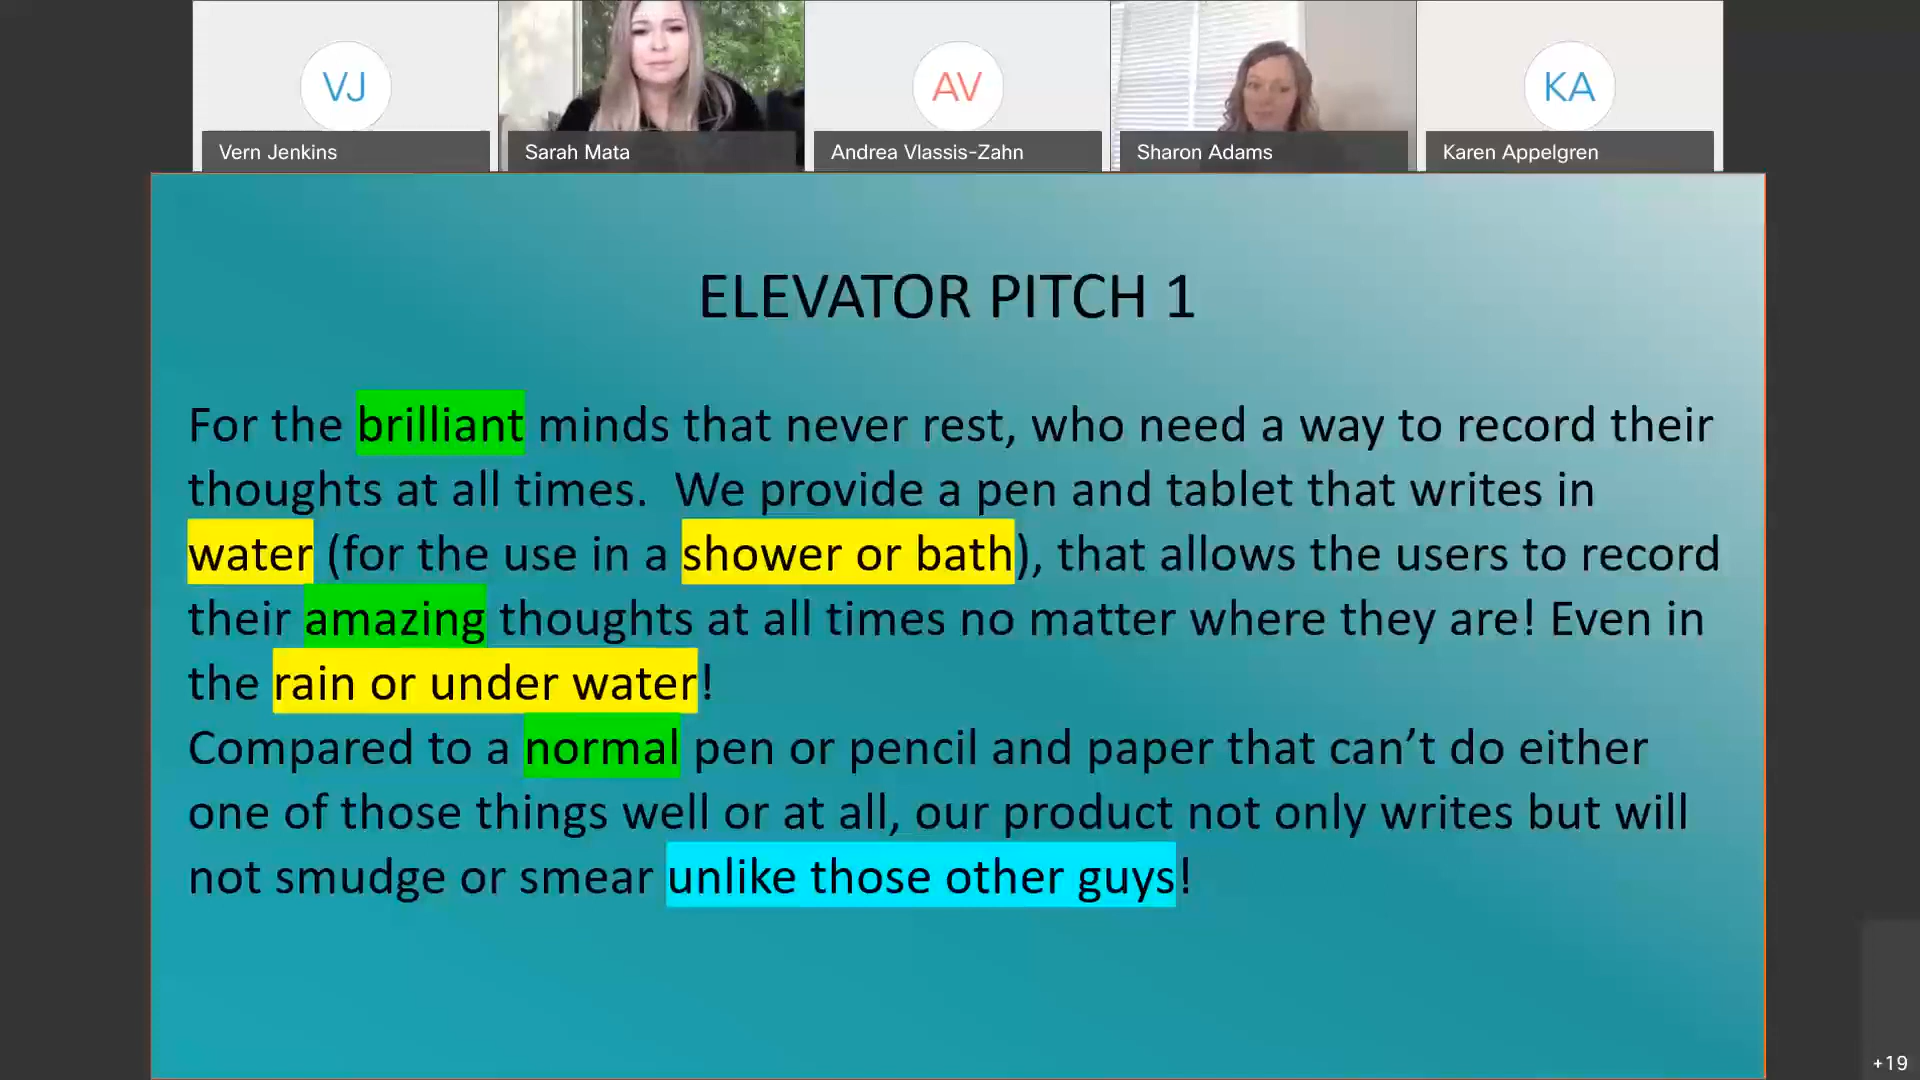 VJ
AV
KA
Vern Jenkins
Sarah Mata
Andrea Vlassis-Zahn
Sharon Adams
Karen Appelgren
ELEVATOR PITCH 1
For the brilliant minds that never rest, who need a way to record their
thoughts at all times.  We provide a pen and tablet that writes in
water (for the use in a shower or bath), that allows the users to record
their amazing thoughts at all times no matter where they are! Even in
the rain or under water!
Compared to a normal pen or pencil and paper that can’t do either
one of those things well or at all, our product not only writes but will
not smudge or smear unlike those other guys!
+19